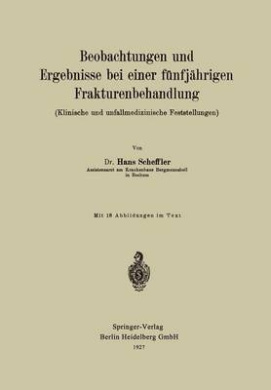 Beobachtungen und
Ergebnisse bei einer fünfjährigen
Frakturenbehandlung
(Klinische und unfallmedizinische Feststellungen)
Von
Dr. Hans Scheffler
Assistenzarzt am Krankenhaus Bergmannsheil
in Bochum
Mit 18 Abbildungen im Text
Springer-Verlag
Berlin Heidelberg GmbH
1927